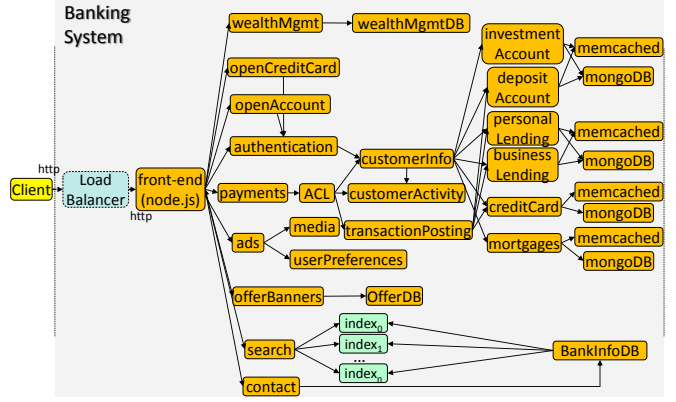 Banking
System
wealthMgmt
wealthMgmtDB
investment
Account
memcached
openCreditCard
deposit
Account
mongoDB
openAccount
personal
Lending
memcached
authentication
customerInfo
business
Lending
mongoDB
http
Client
Load
Balancer
front-end
(node.js)
http
payments
ACL
customerActivity
creditCard
memcached
mongoDB
media
transactionPosting
ads
mortgages
memcached
userPreferences
mongoDB
offerBanners
OfferDB
index0
search
index1
BankInfoDB
...
indexn
contact